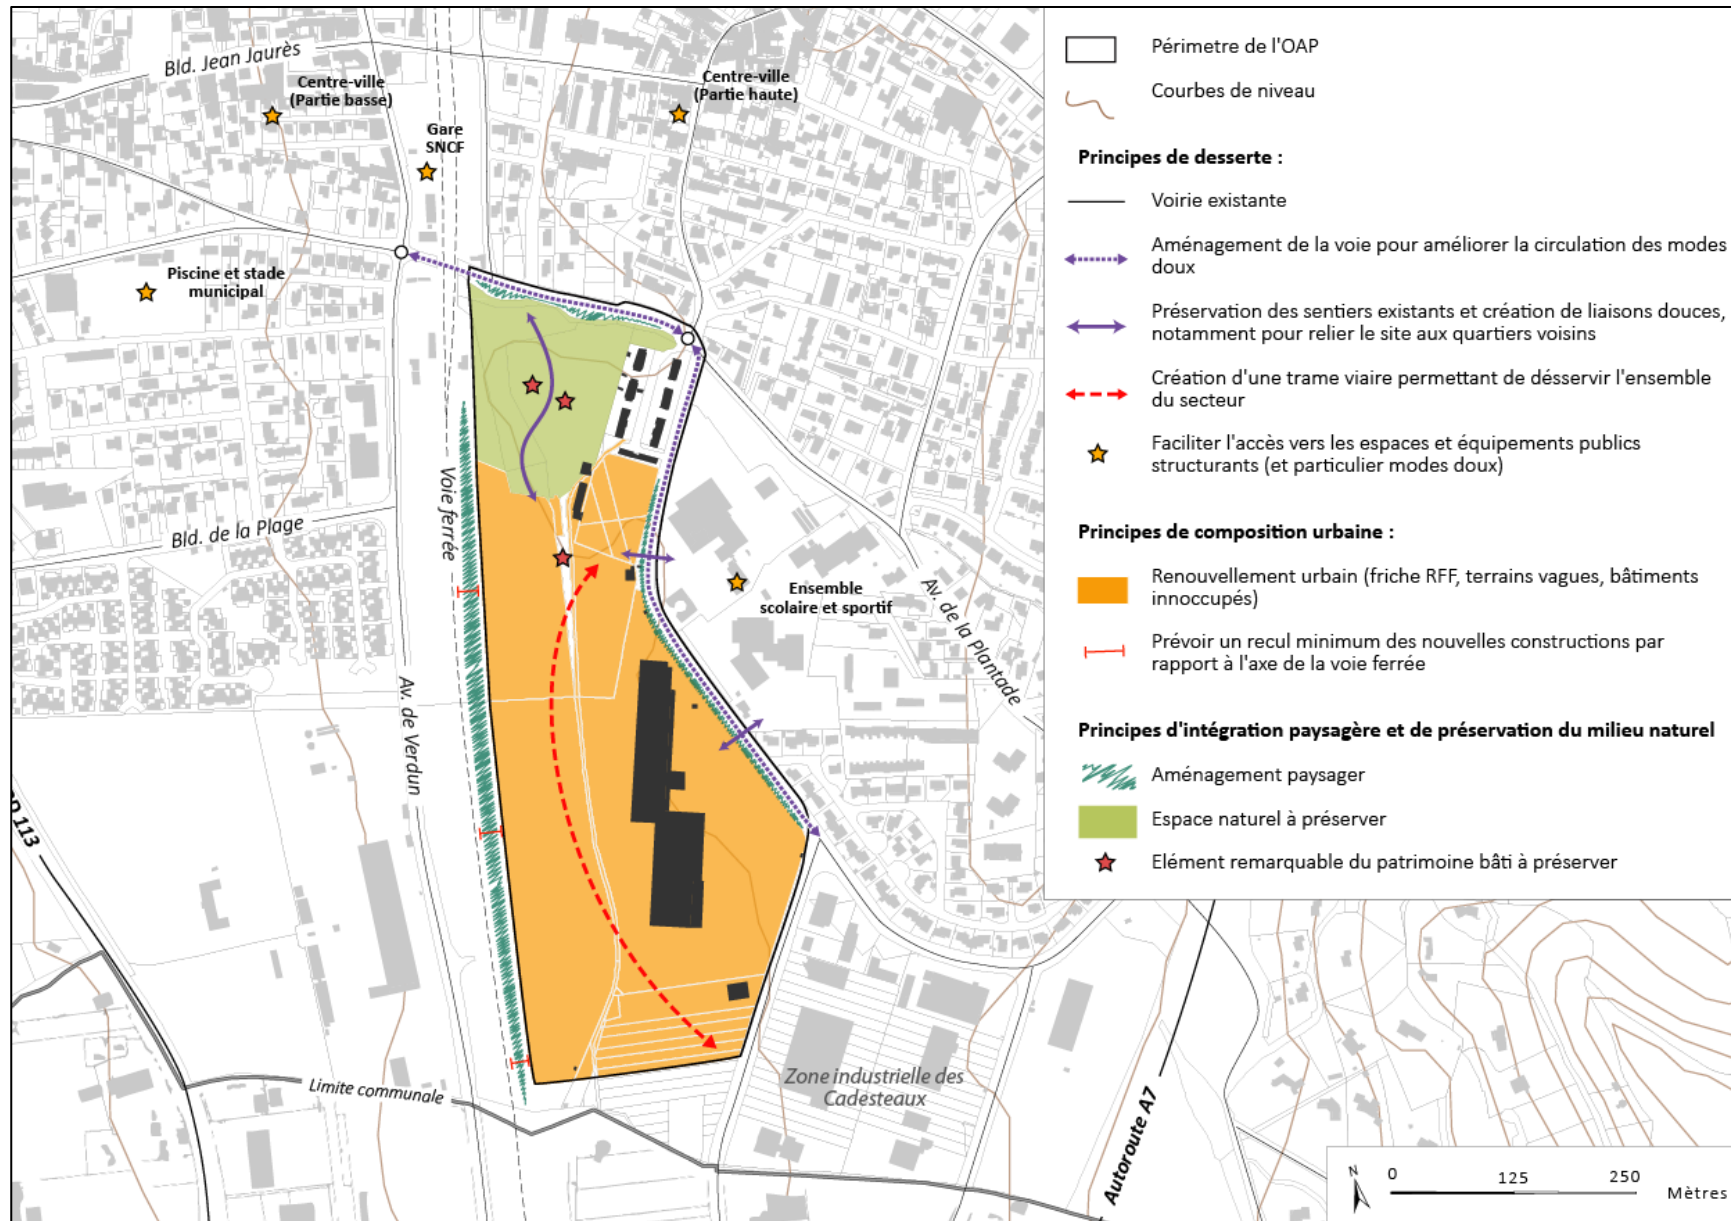 Bld. Jean Jaurès
Centre-ville
(Partie basse)
Gare
SNCF
Centre-ville
(Partie haute)
Piscine et stade
municipal
Voie ferrée
Bld. de la Plage
Av. de Verdun
Ensemble
scolaire et sportif
Av. de la Plantade
113
Limite communale
Zone industrielle des
Cadesteaux
Autoroute A7
Périmetre de l'OAP
Courbes de niveau
Principes de desserte :
Voirie existante
Aménagement de la voie pour améliorer la circulation des modes
doux
Préservation des sentiers existants et création de liaisons douces,
notamment pour relier le site aux quartiers voisins
Création d'une trame viaire permettant de désservir l'ensemble
du secteur
Faciliter l'accès vers les espaces et équipements publics
structurants (et particulier modes doux)
Principes de composition urbaine :
Renouvellement urbain (friche RFF, terrains vagues, bâtiments
innoccupés)
Prévoir un recul minimum des nouvelles constructions par
rapport à l'axe de la voie ferrée
Principes d'intégration paysagère et de préservation du milieu naturel
Aménagement paysager
Espace naturel à préserver
Elément remarquable du patrimoine bâti à préserver
N
0 125 250
Mètres